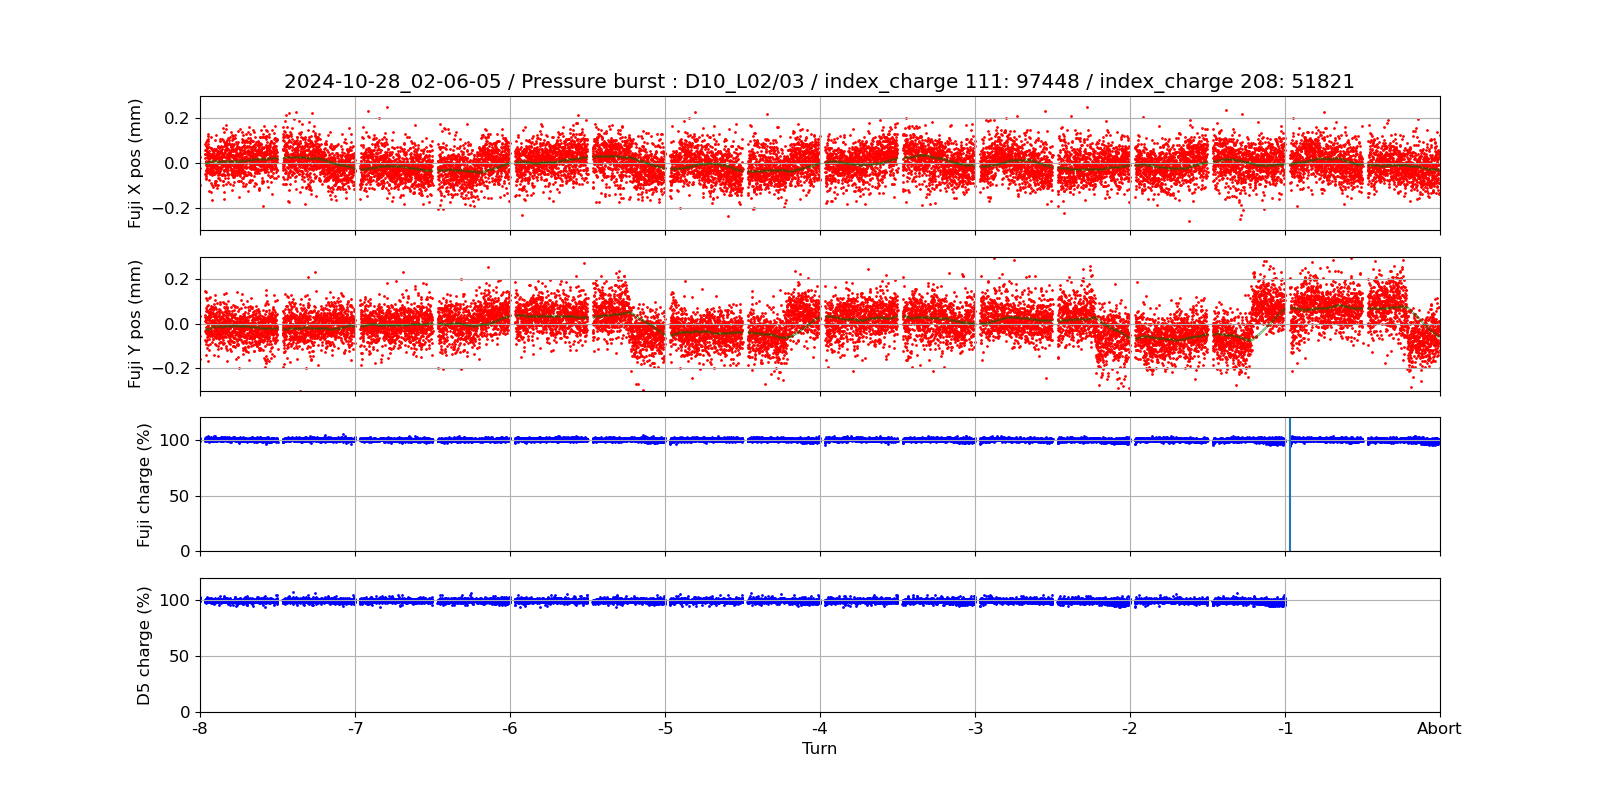 2024-10-28_02-06-05 / Pressure burst : D10_L02/03 / index_charge 111: 97448 / index_charge 208: 51821
Fuji X pos (mm)
0.2
0.0
−0.2
Fuji Y pos (mm)
0.2
0.0
−0.2
Fuji charge (%)
100
50
0
D5 charge (%)
100
50
0
-8 -7 -6 -5 -4 -3 -2 -1 Abort
Turn